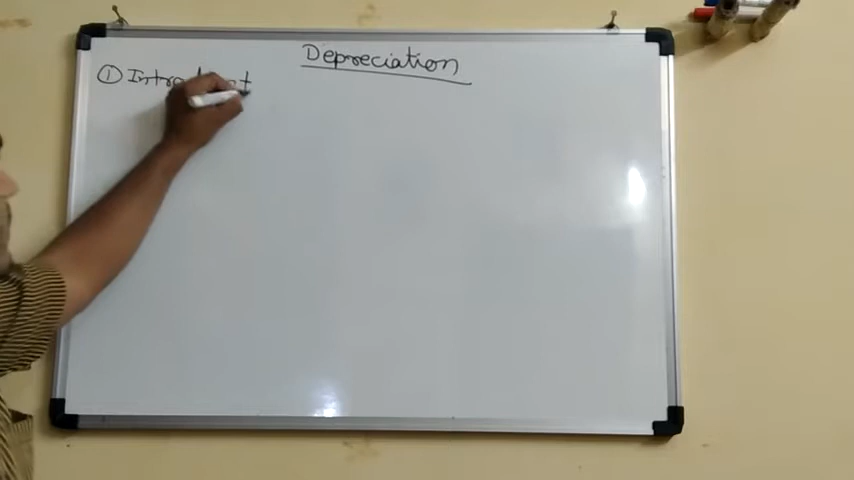 Depreciation
① Introduct